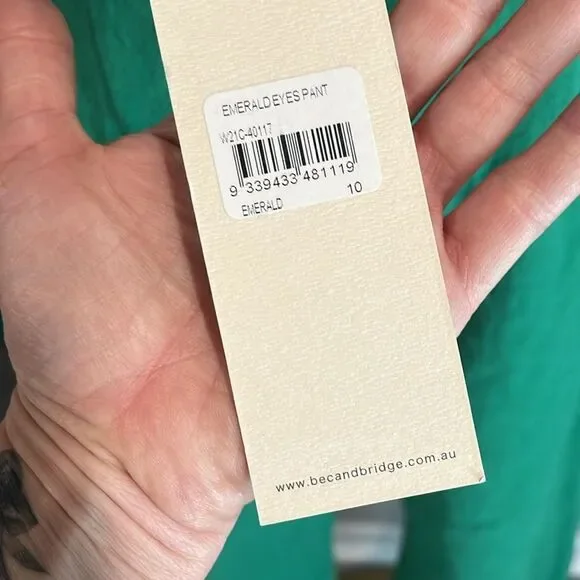 EMERALD EYES PANT
W21C-40117
9 339433 481119
EMERALD 10
www.becandbridge.com.au